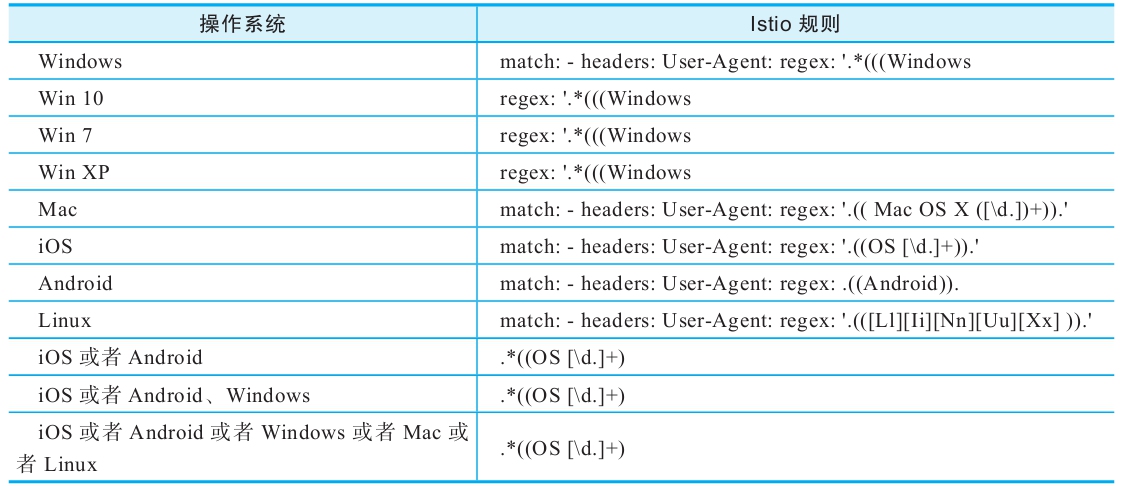 操作系统 Istio 规则
Windows match: - headers: User-Agent: regex: '.*(((Windows
Win 10 regex: '.*(((Windows
Win 7 regex: '.*(((Windows
Win XP regex: '.*(((Windows
Mac match: - headers: User-Agent: regex: '.(( Mac OS X ([\d.])+)).'
iOS match: - headers: User-Agent: regex: '.((OS [\d.]+)).'
Android match: - headers: User-Agent: regex: .((Android)).
Linux match: - headers: User-Agent: regex: '.(([Ll][Ii][Nn][Uu][Xx] )).'
iOS 或者 Android .*((OS [\d.]+)
iOS 或者 Android、Windows .*((OS [\d.]+)
iOS 或者 Android 或者 Windows 或者 Mac 或
者 Linux
.*((OS [\d.]+)